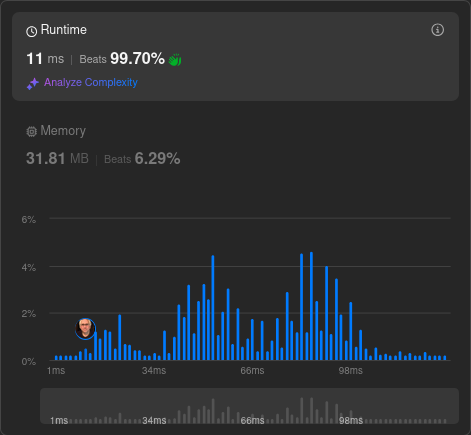 Runtime
11 ms | Beats 99.70%
Analyze Complexity
Memory
31.81 MB | Beats 6.29%
6%
4%
2%
0%
1ms 34ms 66ms 98ms
1ms 34ms 66ms 98ms